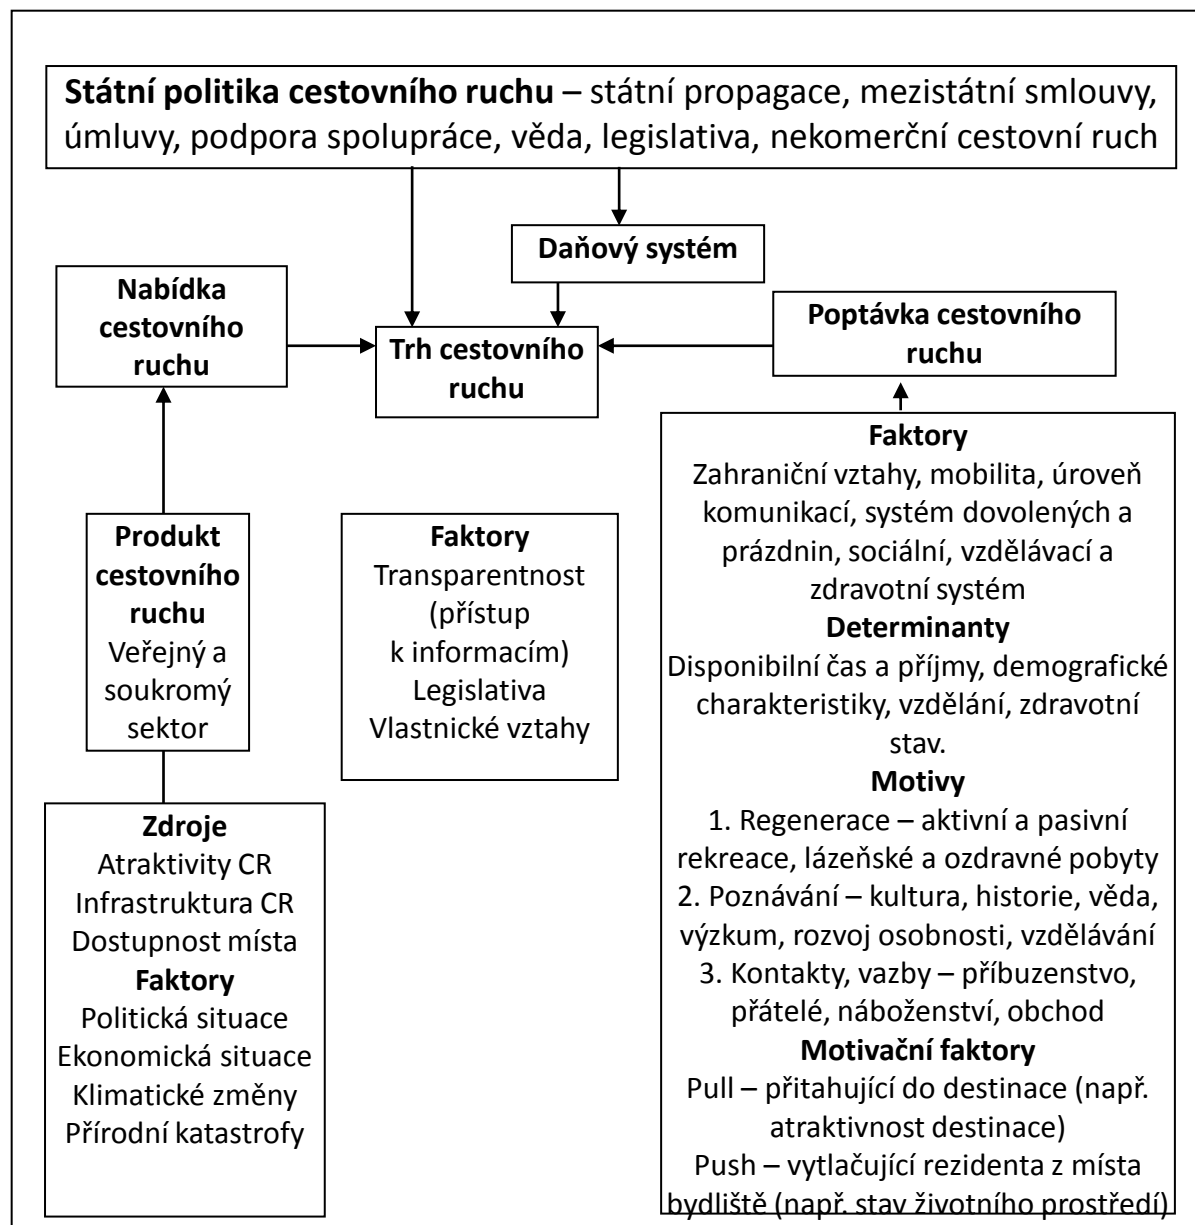 Státní politika cestovního ruchu – státní propagace, mezistátní smlouvy,
úmluvy, podpora spolupráce, věda, legislativa, nekomerční cestovní ruch
Daňový systém
Nabídka
cestovního
ruchu
Trh cestovního
ruchu
Poptávka cestovního
ruchu
Produkt
cestovního
ruchu
Veřejný a
soukromý
sektor
Zdroje
Atraktivity CR
Infrastruktura CR
Dostupnost místa
Faktory
Politická situace
Ekonomická situace
Klimatické změny
Přírodní katastrofy
Faktory
Transparentnost
(přístup
k informacím)
Legislativa
Vlastnické vztahy
Faktory
Zahraniční vztahy, mobilita, úroveň
komunikací, systém dovolených a
prázdnin, sociální, vzdělávací a
zdravotní systém
Determinanty
Disponibilní čas a příjmy, demografické
charakteristiky, vzdělání, zdravotní
stav.
Motivy
1. Regenerace – aktivní a pasivní
rekreace, lázeňské a ozdravné pobyty
2. Poznávání – kultura, historie, věda,
výzkum, rozvoj osobnosti, vzdělávání
3. Kontakty, vazby – příbuzenstvo,
přátelé, náboženství, obchod
Motivační faktory
Pull – přitahující do destinace (např.
atraktivnost destinace)
Push – vytlačující rezidenta z místa
bydliště (např. stav životního prostředí)